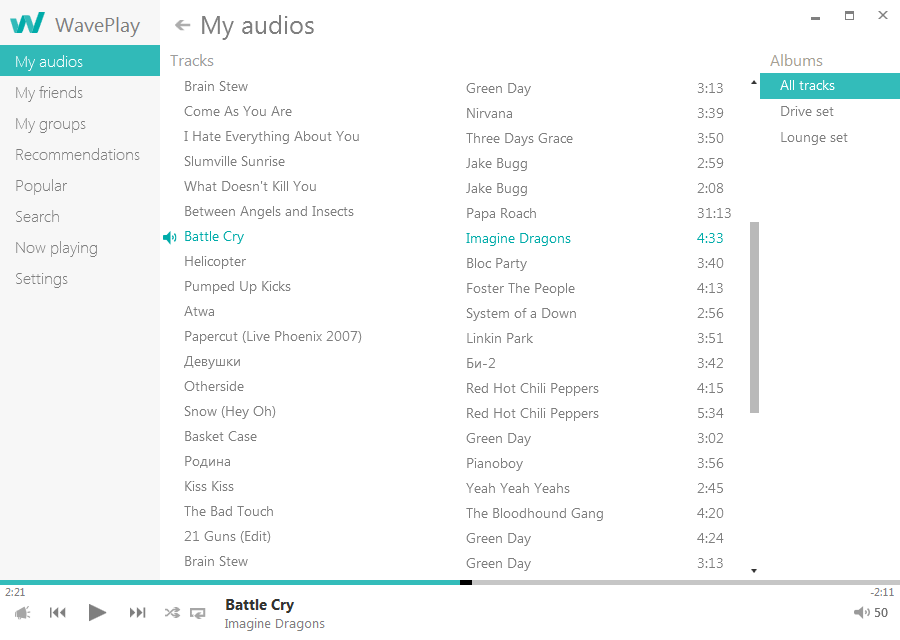 WavePlay
My audios
My friends
My groups
Recommendations
Popular
Search
Now playing
Settings
My audios
Tracks
Brain Stew Green Day 3:13
Come As You Are Nirvana 3:39
I Hate Everything About You Three Days Grace 3:50
Slumville Sunrise Jake Bugg 2:59
What Doesn't Kill You Jake Bugg 2:08
Between Angels and Insects Papa Roach 31:13
Battle Cry Imagine Dragons 4:33
Helicopter Bloc Party 3:40
Pumped Up Kicks Foster The People 4:13
Atwa System of a Down 2:56
Papercut (Live Phoenix 2007) Linkin Park 3:51
Девушки Би-2 3:42
Otherside Red Hot Chili Peppers 4:15
Snow (Hey Oh) Red Hot Chili Peppers 5:34
Basket Case Green Day 3:02
Родина Pianoboy 3:56
Kiss Kiss Yeah Yeah Yeahs 2:45
The Bad Touch The Bloodhound Gang 4:20
21 Guns (Edit) Green Day 4:24
Brain Stew Green Day 3:13
Albums
All tracks
Drive set
Lounge set
2:21 -2:11
Battle Cry
Imagine Dragons
50